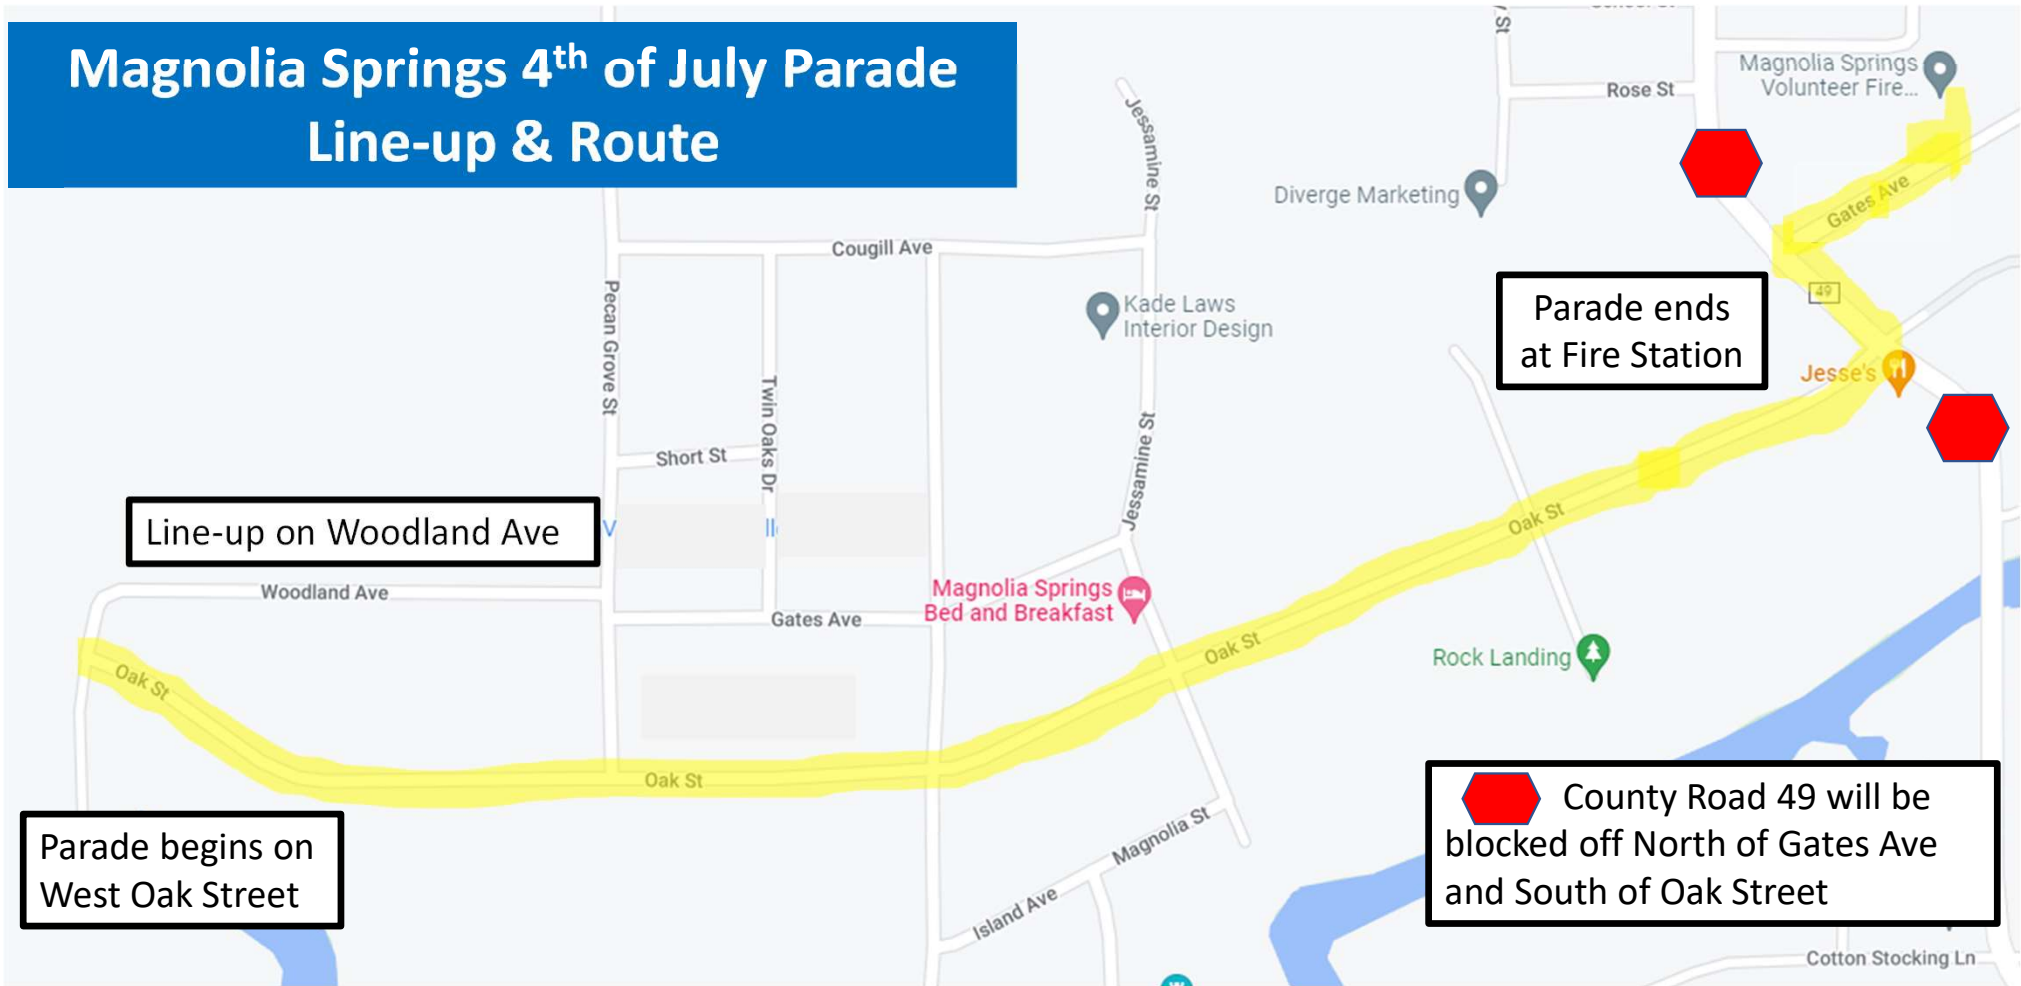 Magnolia Springs 4th of July Parade
Line-up & Route
St
Rose St
Magnolia Springs
Volunteer Fire...
Jessamine St
Diverge Marketing
Gates Ave
Cougill Ave
Pecan Grove St
Kade Laws
Interior Design
49
Parade ends
at Fire Station
Jesse's
Twin Oaks Dr
Short St
Jessamine St
Line-up on Woodland Ave
Oak St
Woodland Ave
Magnolia Springs
Bed and Breakfast
Gates Ave
Oak St
Rock Landing
Oak St
Oak St
County Road 49 will be
blocked off North of Gates Ave
and South of Oak Street
Parade begins on
West Oak Street
Magnolia St
Island Ave
Cotton Stocking Ln